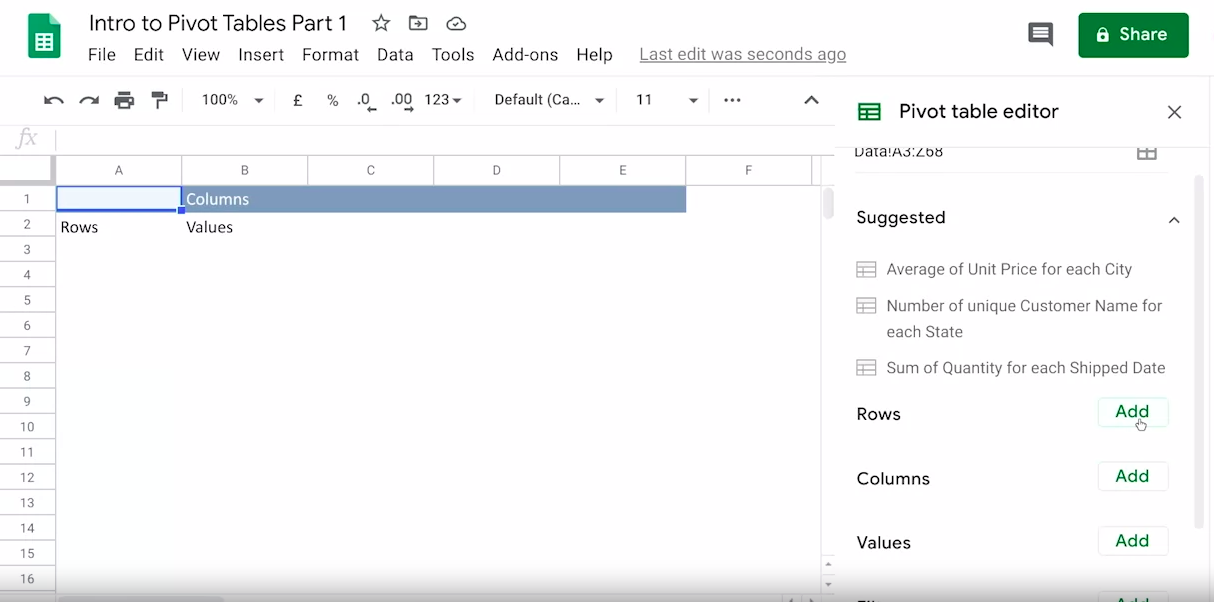 Intro to Pivot Tables Part 1
File Edit View Insert Format Data Tools Add-ons Help Last edit was seconds ago
Share
100% £ % .0 .00 123 Default (Ca... 11 ...
Pivot table editor
fx
Data!A3:Z68
A B C D E F
1 Columns
2 Rows Values
3
4
5
6
7
8
9
10
11
12
13
14
15
16
Suggested
Average of Unit Price for each City
Number of unique Customer Name for
each State
Sum of Quantity for each Shipped Date
Rows Add
Columns Add
Values Add